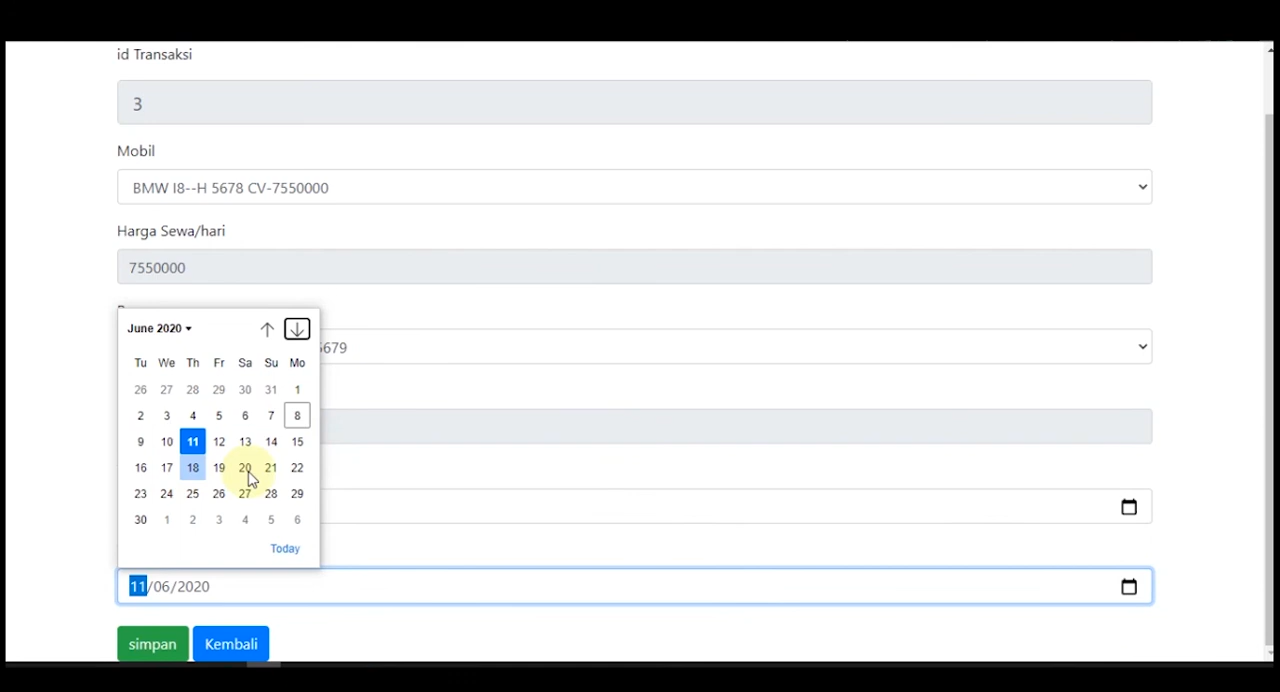 id Transaksi
3
Mobil
BMW I8--H 5678 CV-7550000
Harga Sewa/hari
7550000
June 2020
5679
Tu We Th Fr Sa Su Mo
26 27 28 29 30 31 1
2 3 4 5 6 7 8
9 10 11 12 13 14 15
16 17 18 19 20 21 22
23 24 25 26 27 28 29
30 1 2 3 4 5 6
Today
11/06/2020
simpan Kembali